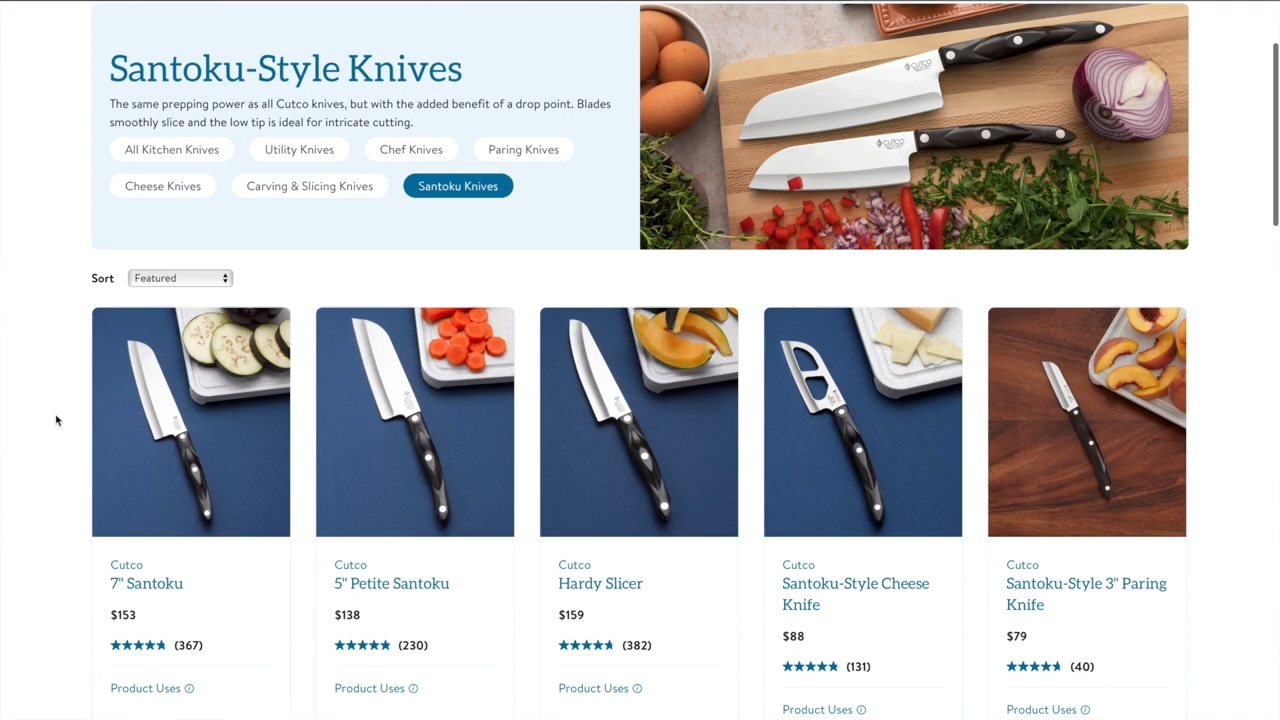 Santoku-Style Knives
The same prepping power as all Cutco knives, but with the added benefit of a drop point. Blades
smoothly slice and the low tip is ideal for intricate cutting.
All Kitchen Knives
Utility Knives
Chef Knives
Paring Knives
Cheese Knives
Carving & Slicing Knives
Santoku Knives
CUTCO
CUTCO
Sort
Featured
Cutco
7" Santoku
$153
(367)
Product Uses
Cutco
5" Petite Santoku
$138
(230)
Product Uses
Cutco
Hardy Slicer
$159
(382)
Product Uses
Cutco
Santoku-Style Cheese
Knife
$88
(131)
Product Uses
Cutco
Santoku-Style 3" Paring
Knife
$79
(40)
Product Uses